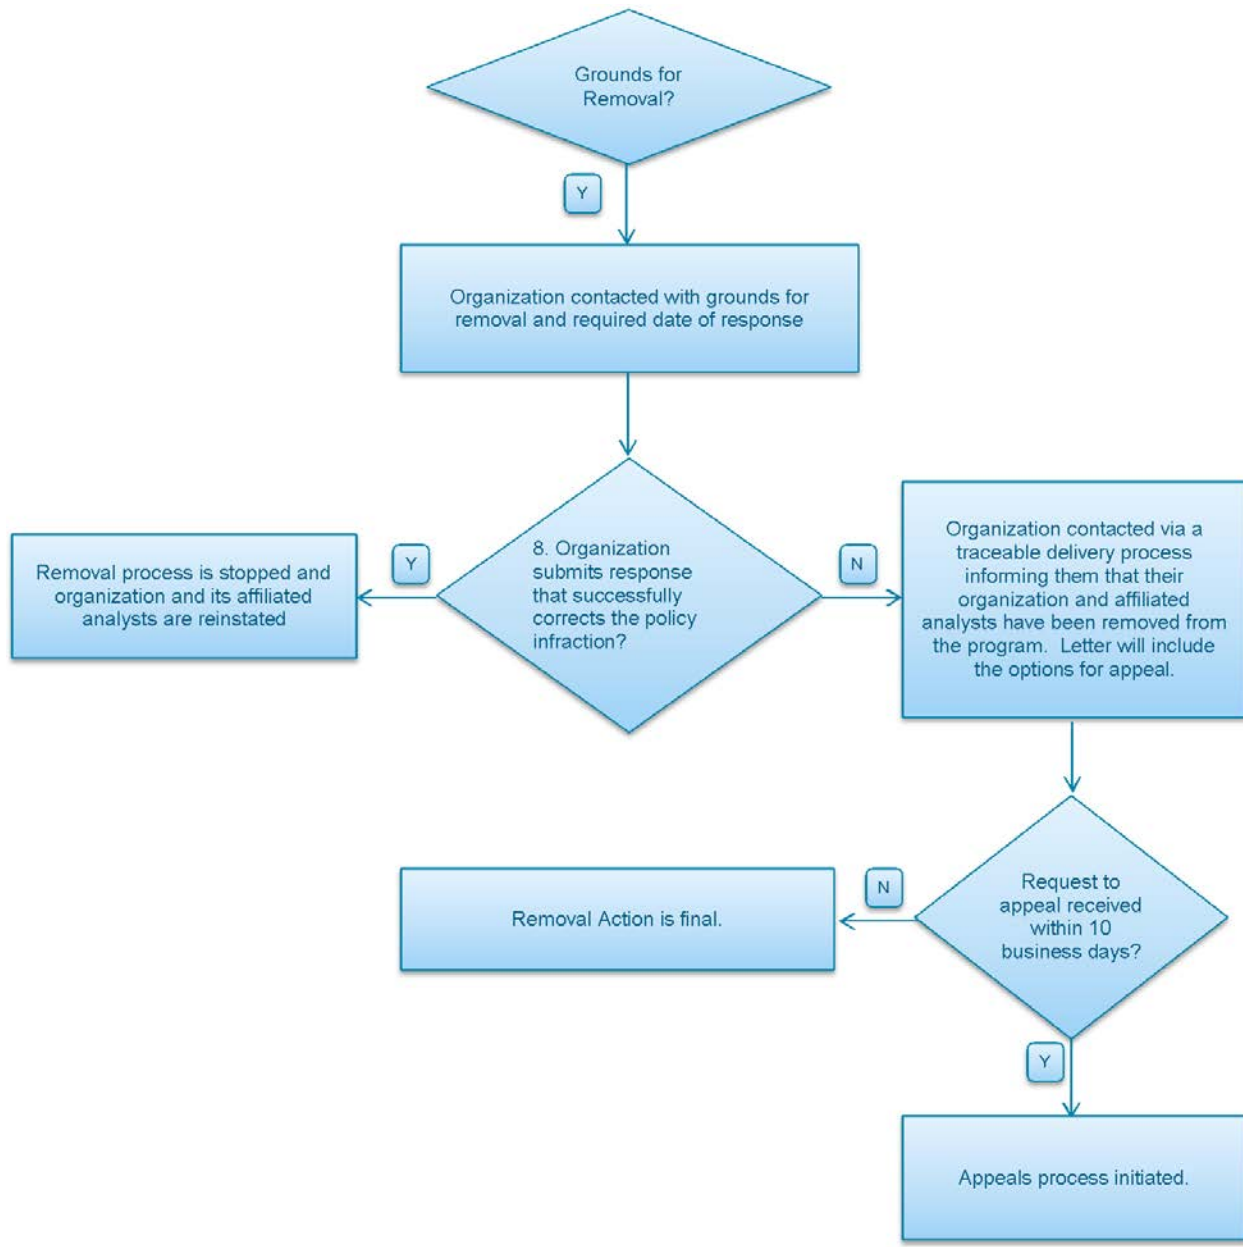 Grounds for
Removal?
Y
Organization contacted with grounds for
removal and required date of response
Removal process is stopped and
organization and its affiliated
analysts are reinstated
Y
8. Organization
submits response
that successfully
corrects the policy
infraction?
N
Organization contacted via a
traceable delivery process
informing them that their
organization and affiliated
analysts have been removed from
the program.  Letter will include
the options for appeal.
Removal Action is final.
N
Request to
appeal received
within 10
business days?
Y
Appeals process initiated.